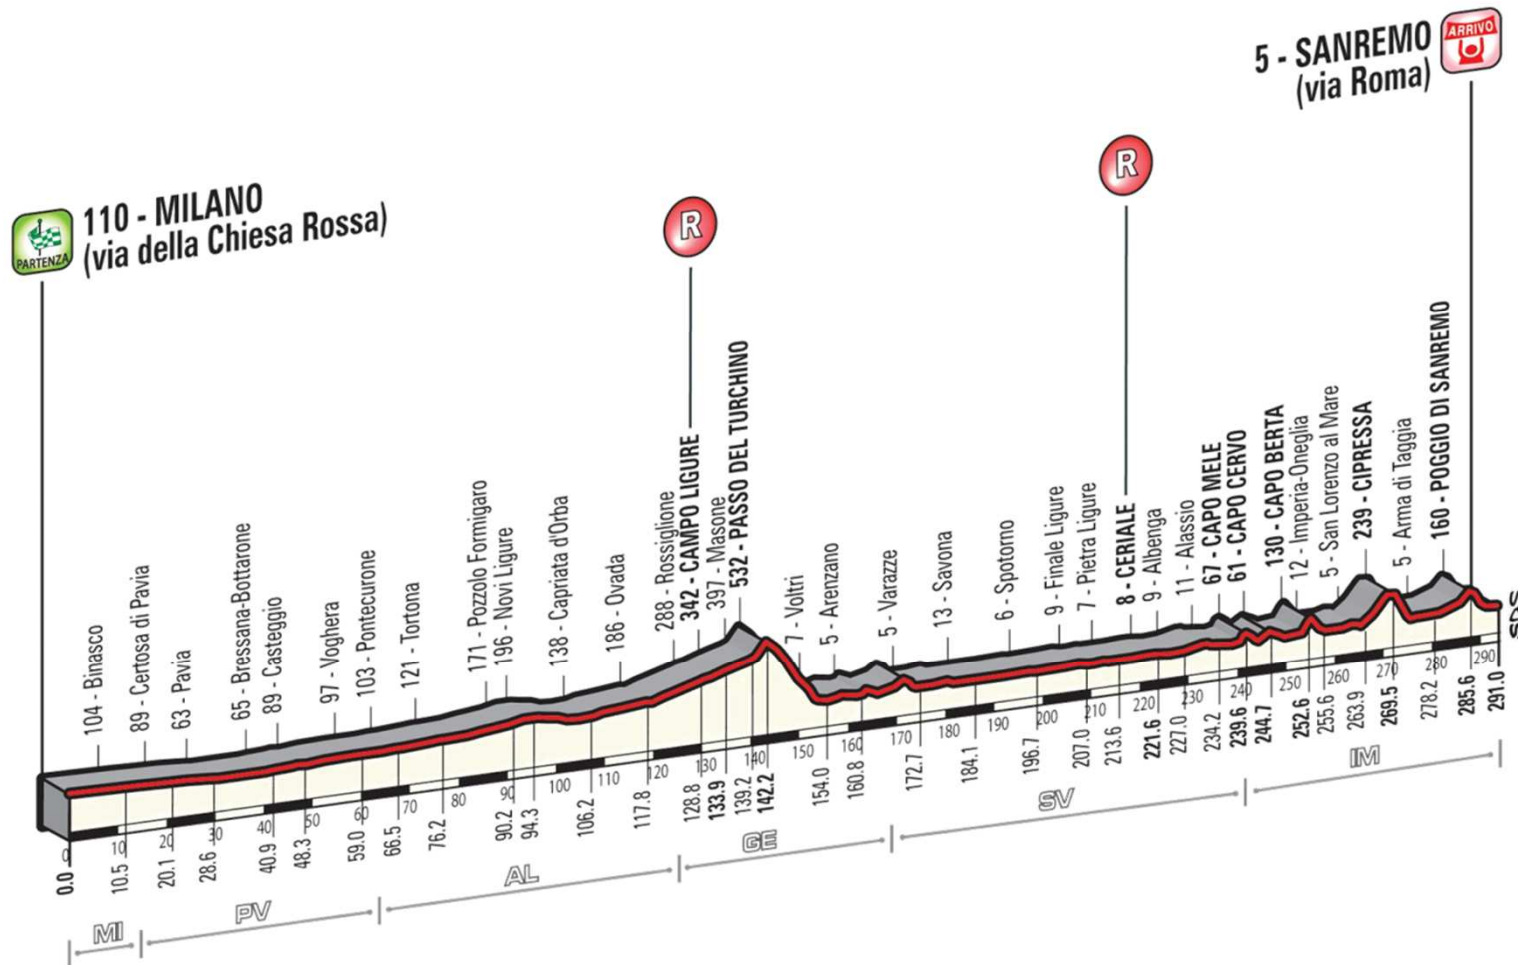 5 - SANREMO
(via Roma)
ARRIVO
R
R
110 - MILANO
(via della Chiesa Rossa)
PARTENZA
104 - Binasco
89 - Certosa di Pavia
63 - Pavia
65 - Bressana-Bottarone
89 - Casteggio
97 - Voghera
103 - Pontecurone
121 - Tortona
171 - Pozzolo Formigaro
196 - Novi Ligure
138 - Capriata d'Orba
186 - Ovada
288 - Rossiglione
342 - CAMPO LIGURE
397 - Masone
532 - PASSO DEL TURCHINO
7 - Voltri
5 - Arenzano
5 - Varazze
13 - Savona
6 - Spotorno
9 - Finale Ligure
7 - Pietra Ligure
8 - CERIALE
9 - Albenga
11 - Alassio
67 - CAPO MELE
61 - CAPO CERVO
130 - CAPO BERTA
12 - Imperia-Oneglia
5 - San Lorenzo al Mare
239 - CIPRESSA
5 - Arma di Taggia
160 - POGGIO DI SANREMO
0
10
20
30
40
50
60
70
80
90
100
110
120
130
140
150
160
170
180
190
200
210
220
230
240
250
260
270
280
290
0.0
10.5
20.1
28.6
40.9
48.3
59.0
66.5
76.2
90.2
94.3
106.2
117.8
128.8
133.9
139.2
142.2
154.0
160.8
172.7
184.1
196.7
207.0
213.6
221.6
227.0
234.2
239.6
244.7
252.6
255.6
263.9
269.5
278.2
285.6
291.0
MI
PV
AL
GE
SV
IM